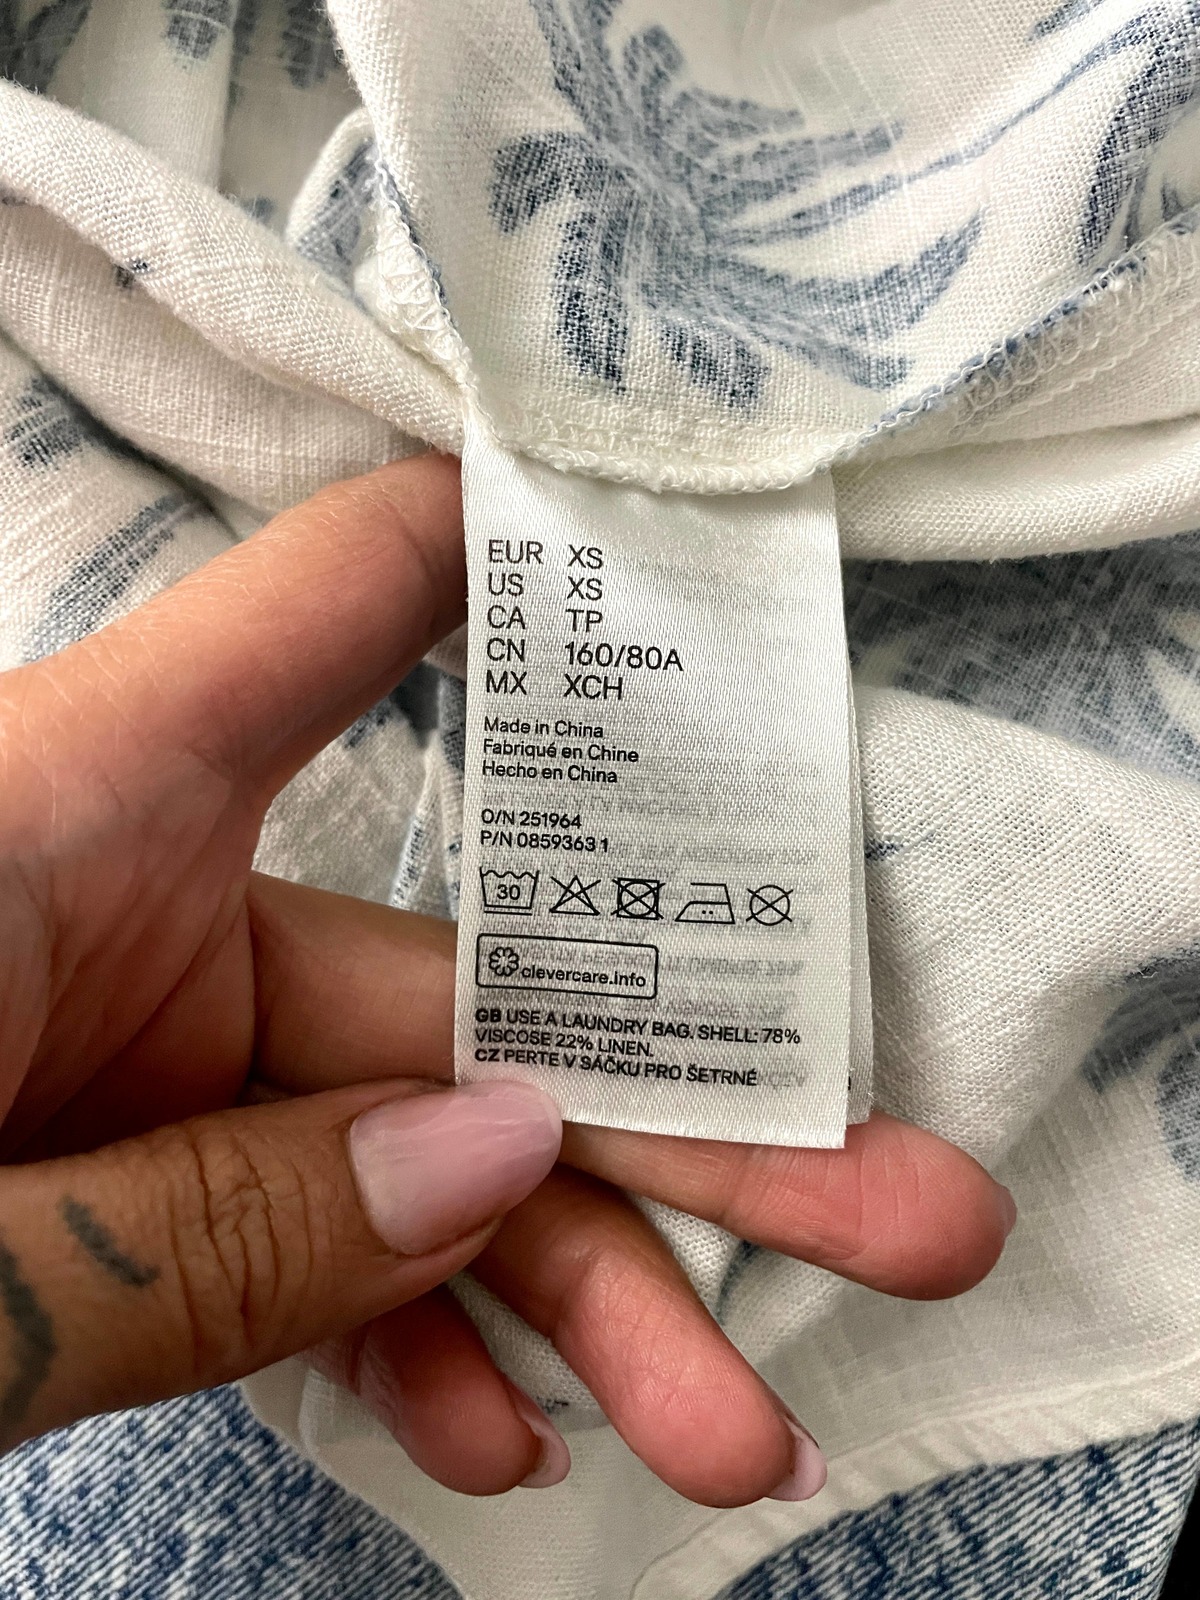 EUR XS
US XS
CA TP
CN 160/80A
MX XCH
Made in China
Fabriqué en Chine
Hecho en China
O/N 251964
P/N 0859363 1
30
clevercare.info
GB USE A LAUNDRY BAG. SHELL: 78%
VISCOSE 22% LINEN.
CZ PERTE V SÁČKU PRO ŠETRNÉ